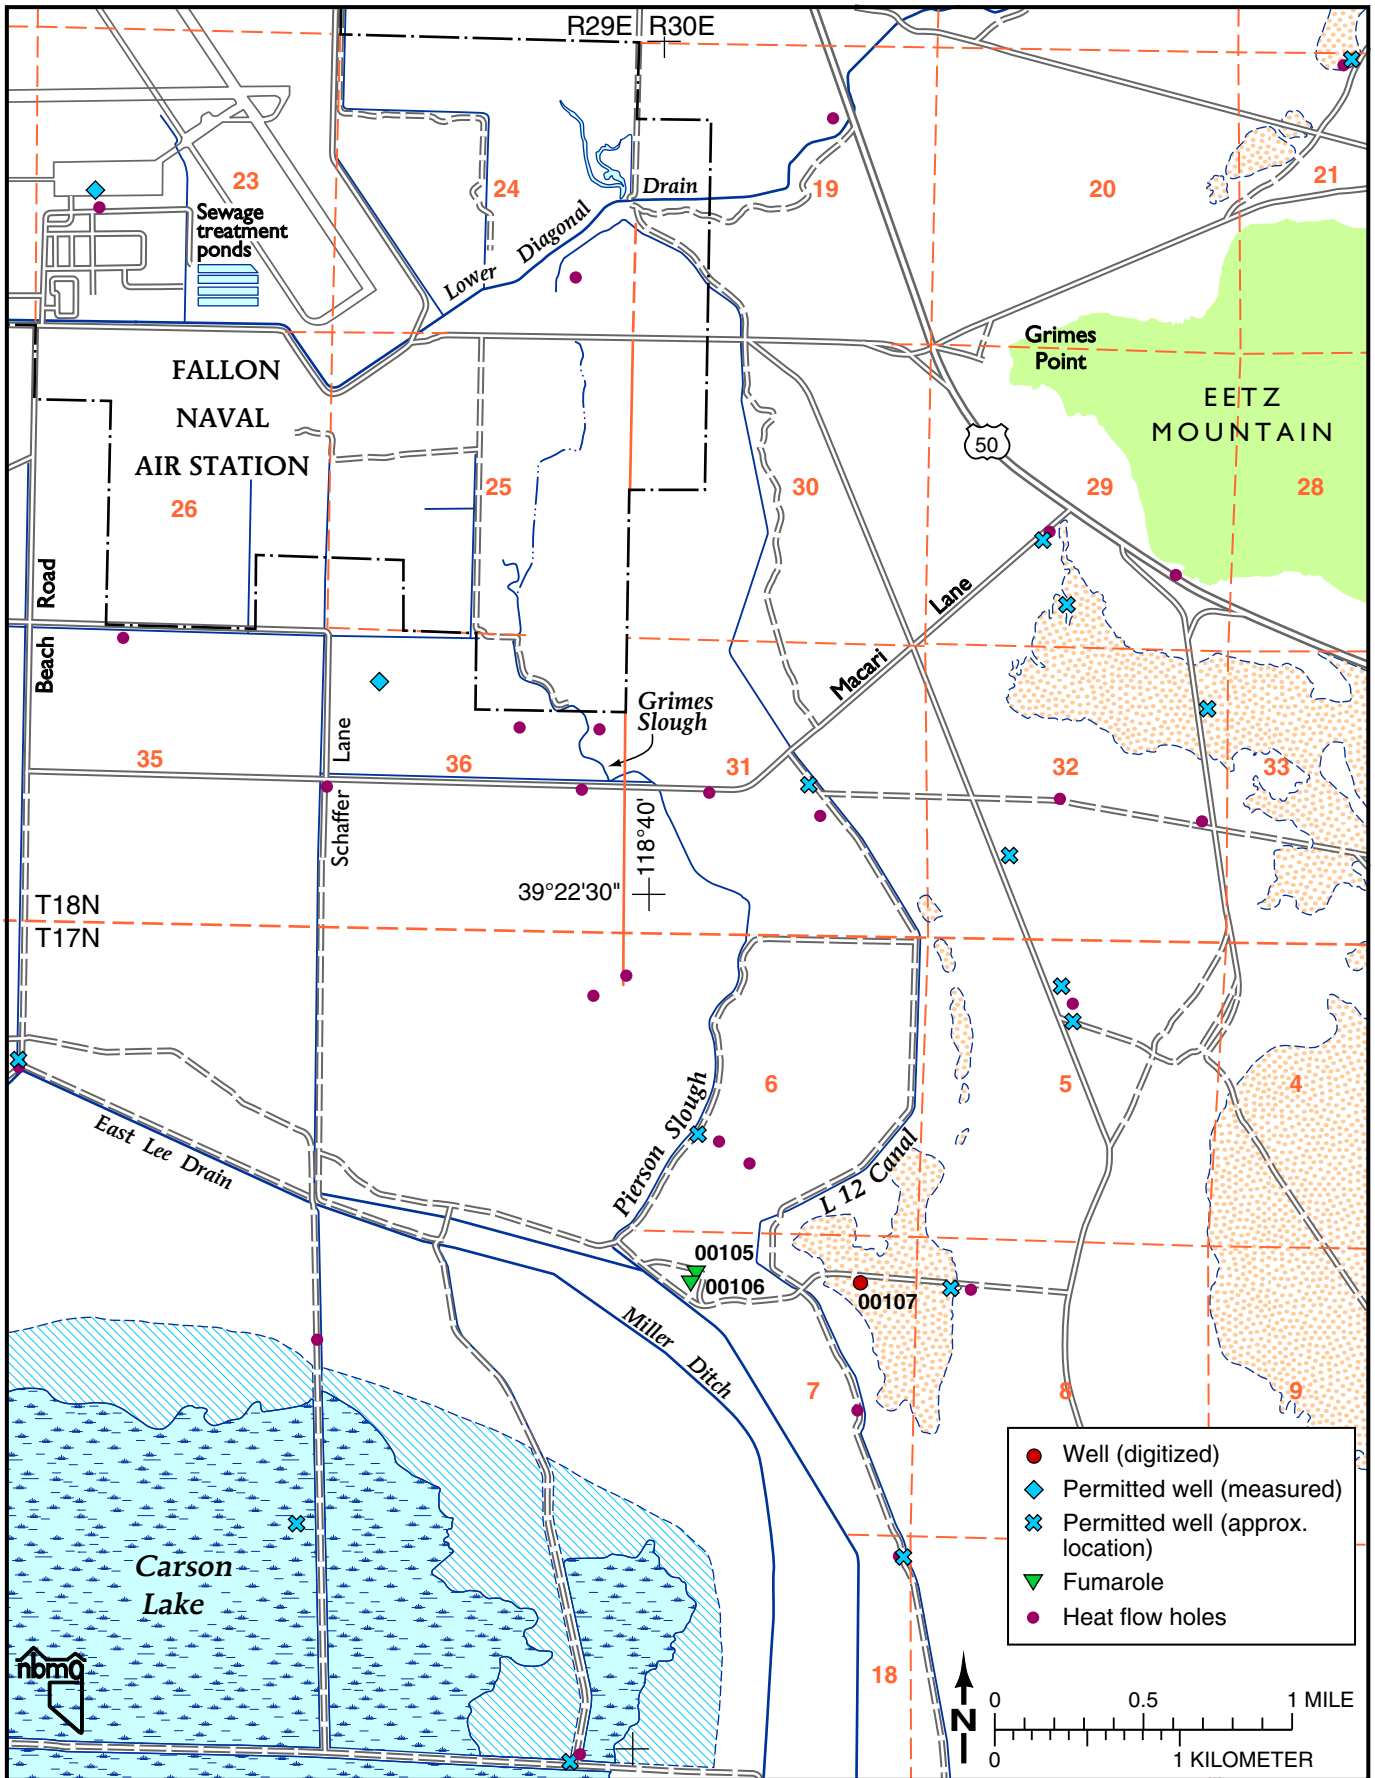 R29E R30E
23
24
19
20
21
Drain
Sewage
treatment
ponds
Lower Diagonal
Grimes
Point
FALLON
NAVAL
AIR STATION
EETZ
MOUNTAIN
50
26
25
30
29
28
Beach Road
Lane
Macari
Grimes
Slough
35
36
31
32
33
Schaffer Lane
118°40'
39°22'30"
T18N
T17N
6
5
4
Pierson Slough
East Lee Drain
L 12 Canal
00105
00106
00107
Miller Ditch
7
8
9
Well (digitized)
Permitted well (measured)
Permitted well (approx.
location)
Fumarole
Heat flow holes
Carson
Lake
nbmg
18
N
0 0.5 1 MILE
0 1 KILOMETER